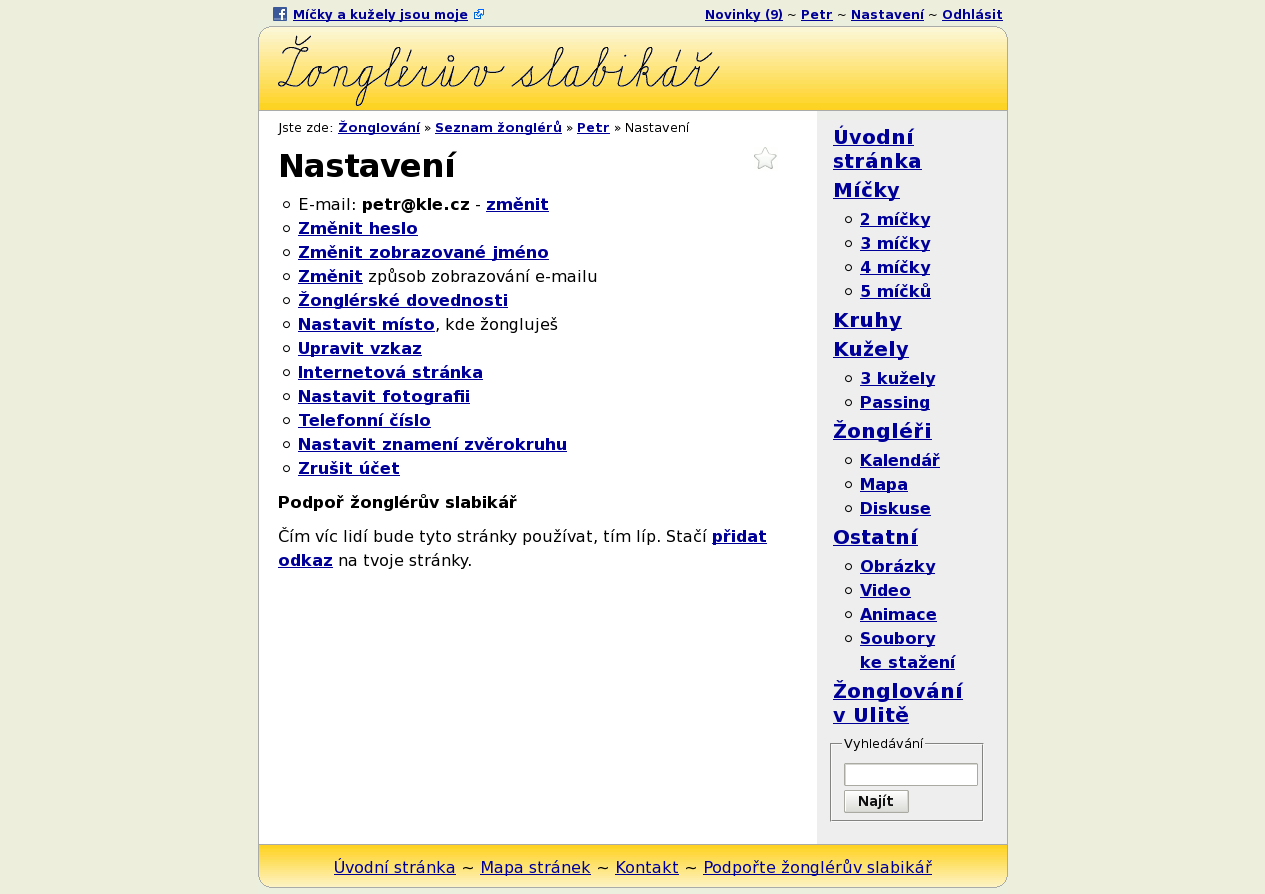 Míčky a kužely jsou moje
Novinky (9) ~ Petr ~ Nastavení ~ Odhlásit
Žonglérův slabikář
Jste zde: Žonglování » Seznam žonglérů » Petr » Nastavení
Nastavení
E-mail: petr@kle.cz - změnit
Změnit heslo
Změnit zobrazované jméno
Změnit způsob zobrazování e-mailu
Žonglérské dovednosti
Nastavit místo, kde žongluješ
Upravit vzkaz
Internetová stránka
Nastavit fotografii
Telefonní číslo
Nastavit znamení zvěrokruhu
Zrušit účet
Podpoř žonglérův slabikář
Čím víc lidí bude tyto stránky používat, tím líp. Stačí přidat
odkaz na tvoje stránky.
Úvodní
stránka
Míčky
2 míčky
3 míčky
4 míčky
5 míčků
Kruhy
Kužely
3 kužely
Passing
Žongléři
Kalendář
Mapa
Diskuse
Ostatní
Obrázky
Video
Animace
Soubory
ke stažení
Žonglování
v Ulitě
Vyhledávání
Najít
Úvodní stránka ~ Mapa stránek ~ Kontakt ~ Podpořte žonglérův slabikář